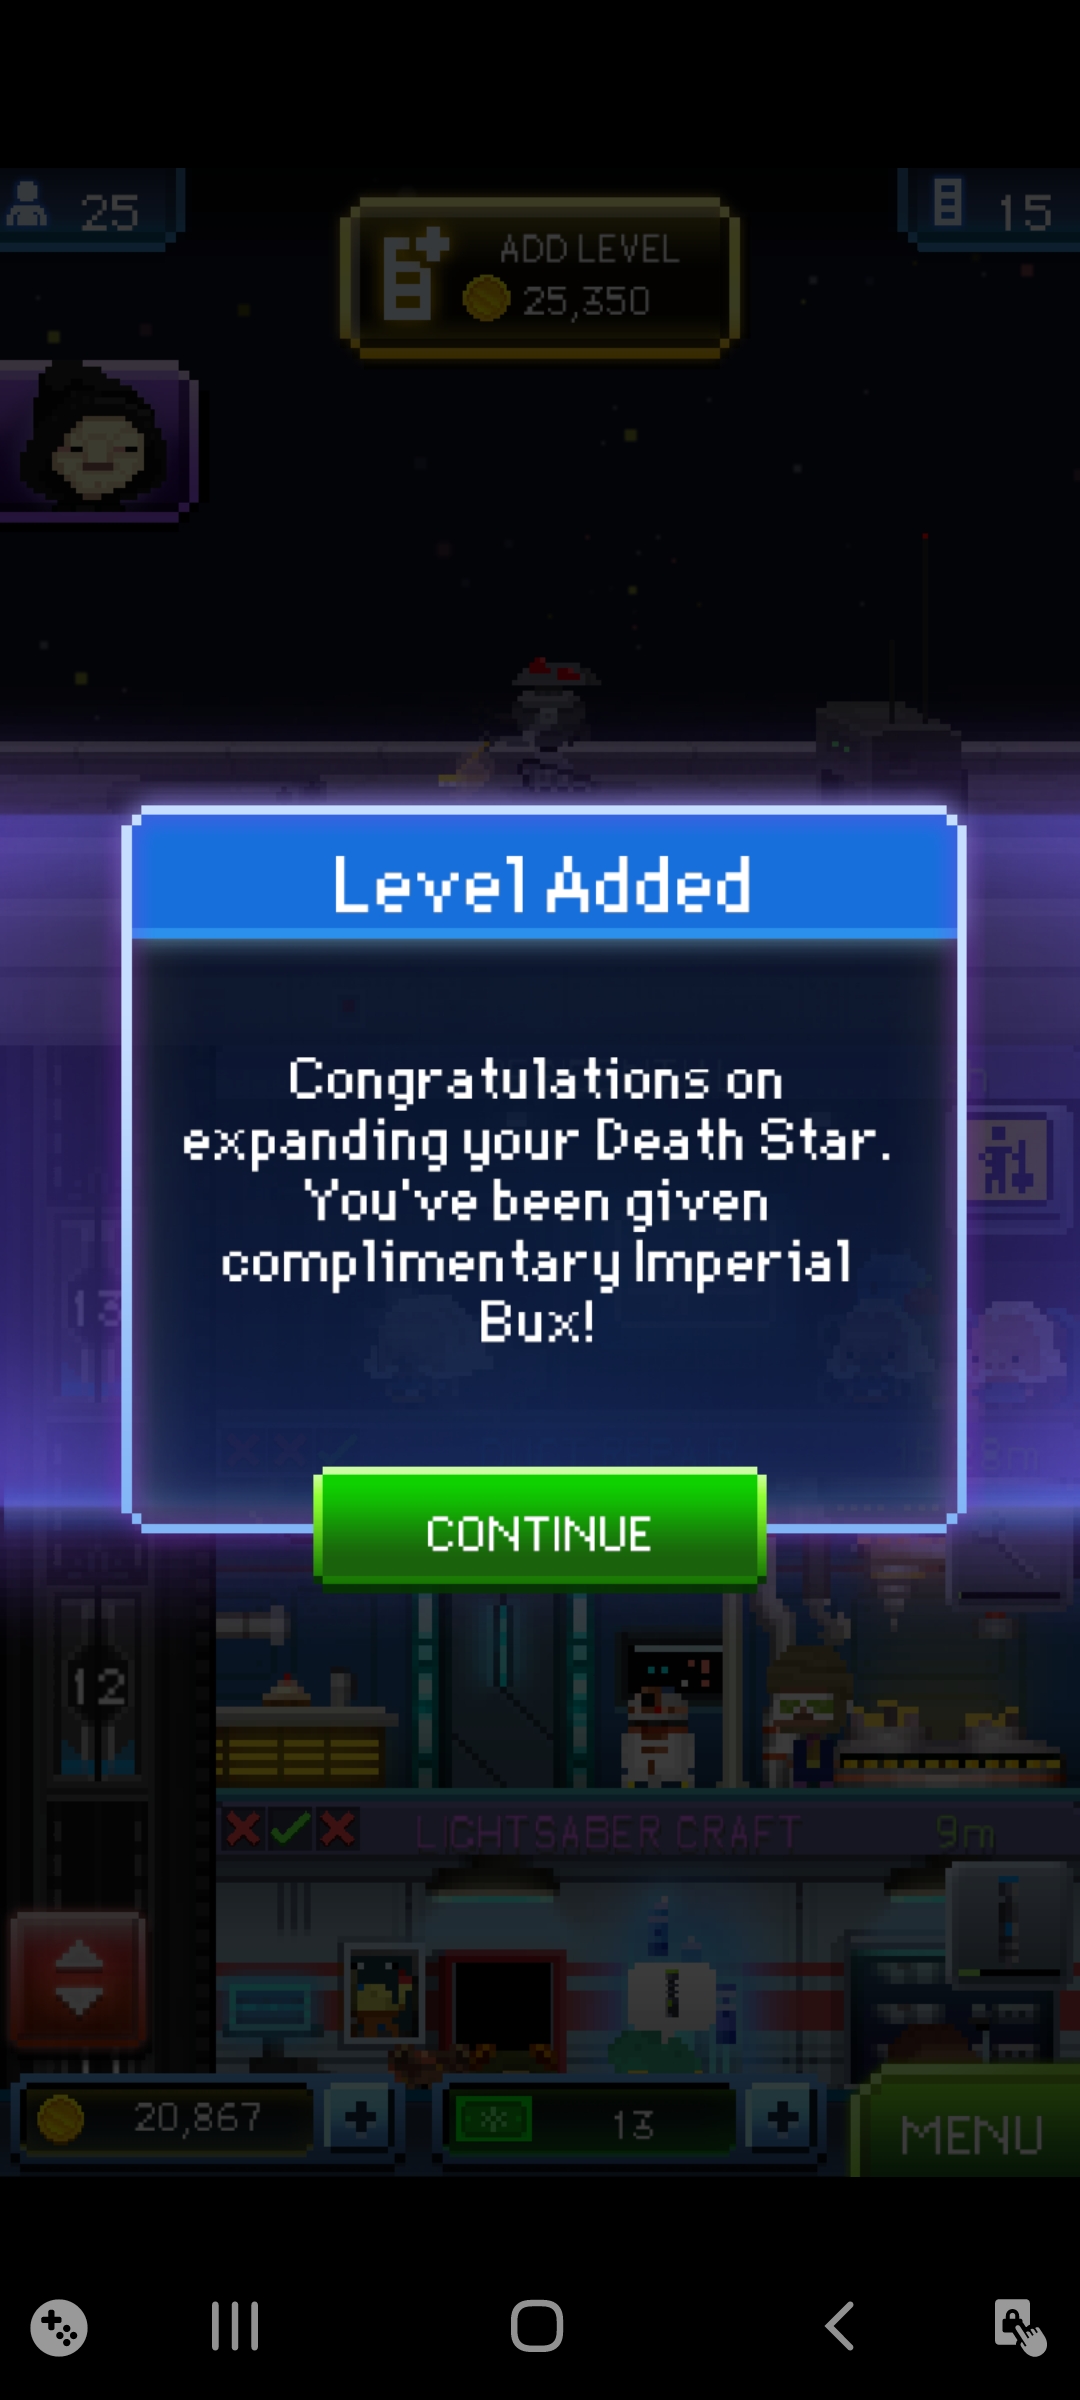 25
ADD LEVEL
25,350
15
Level Added
Congratulations on
expanding your Death Star.
You've been given
complimentary Imperial
Bux!
13
CONTINUE
12
LIGHTSABER CRAFT
9m
20,867
13
MENU